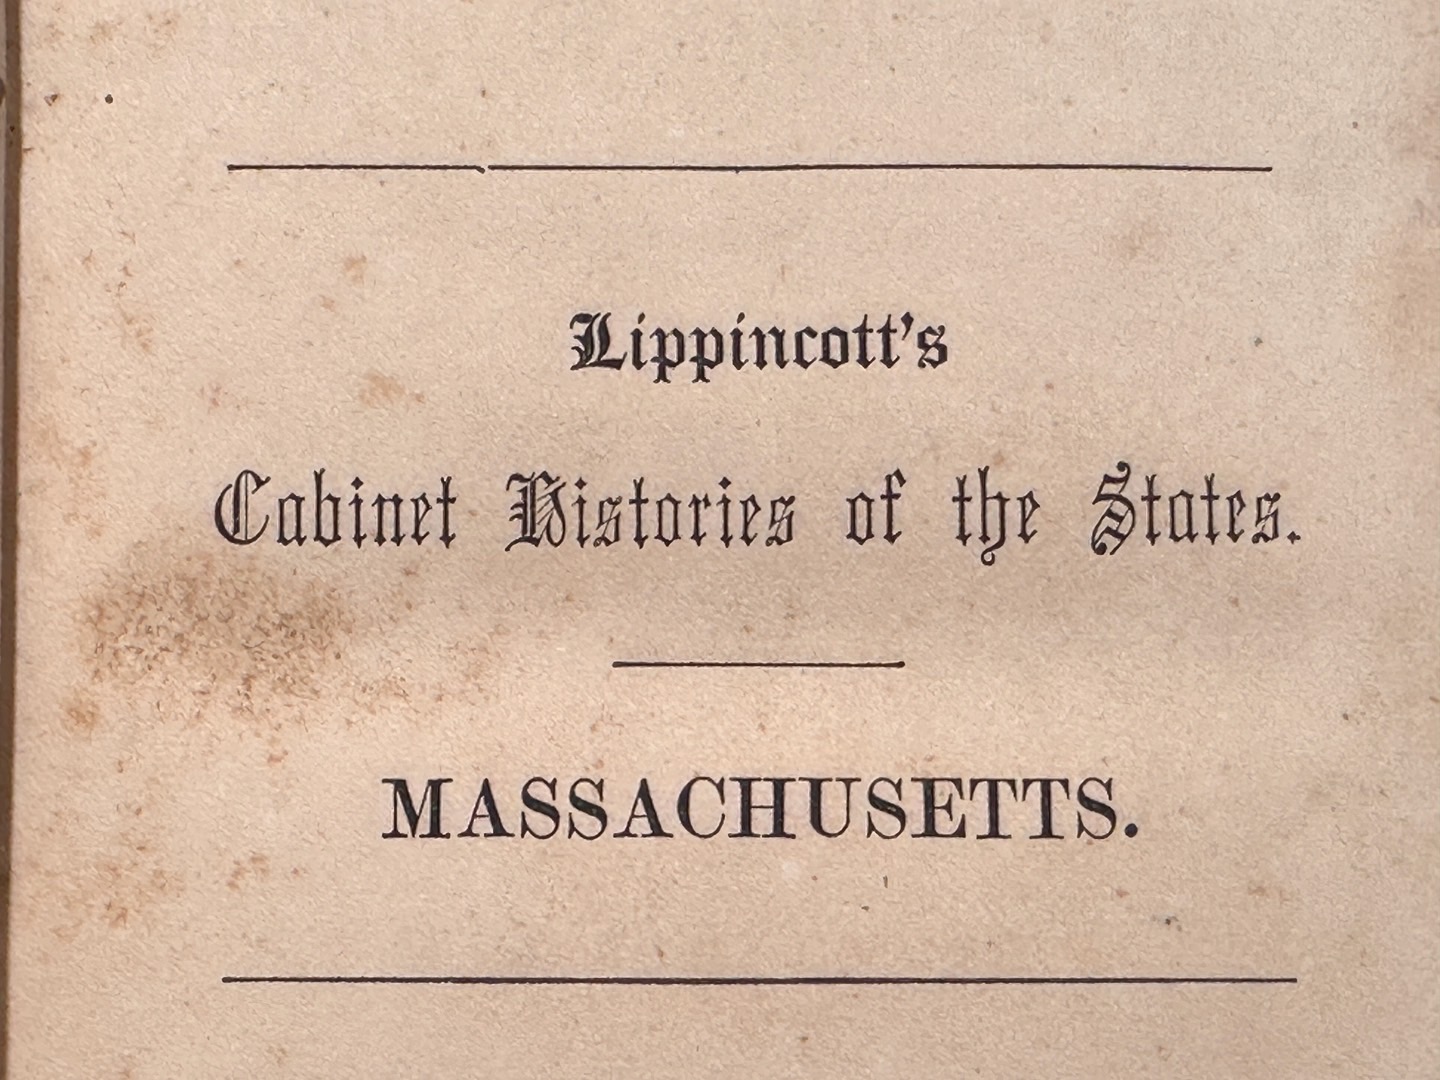 Lippincott's
Cabinet Histories of the States.
MASSACHUSETTS.